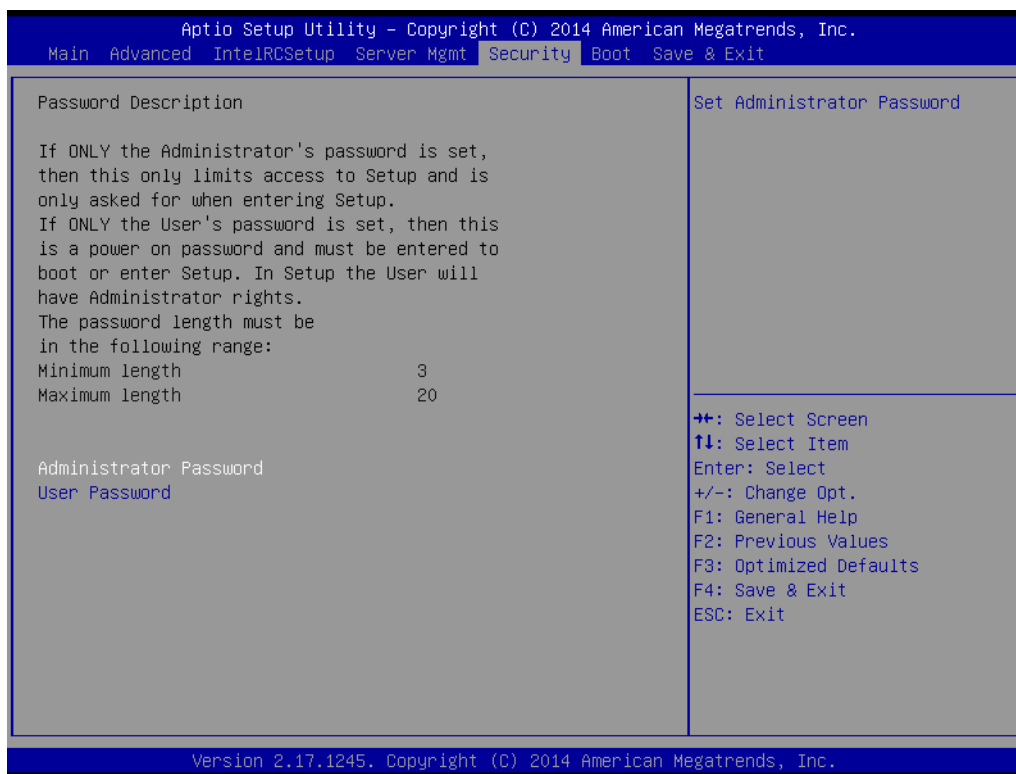 Aptio Setup Utility – Copyright (C) 2014 American Megatrends, Inc.
Main Advanced IntelRCSetup Server Mgmt Security Boot Save & Exit
Password Description
If ONLY the Administrator's password is set,
then this only limits access to Setup and is
only asked for when entering Setup.
If ONLY the User's password is set, then this
is a power on password and must be entered to
boot or enter Setup. In Setup the User will
have Administrator rights.
The password length must be
in the following range:
Minimum length 3
Maximum length 20
Administrator Password
User Password
Set Administrator Password
→←: Select Screen
↑↓: Select Item
Enter: Select
+/-: Change Opt.
F1: General Help
F2: Previous Values
F3: Optimized Defaults
F4: Save & Exit
ESC: Exit
Version 2.17.1245. Copyright (C) 2014 American Megatrends, Inc.